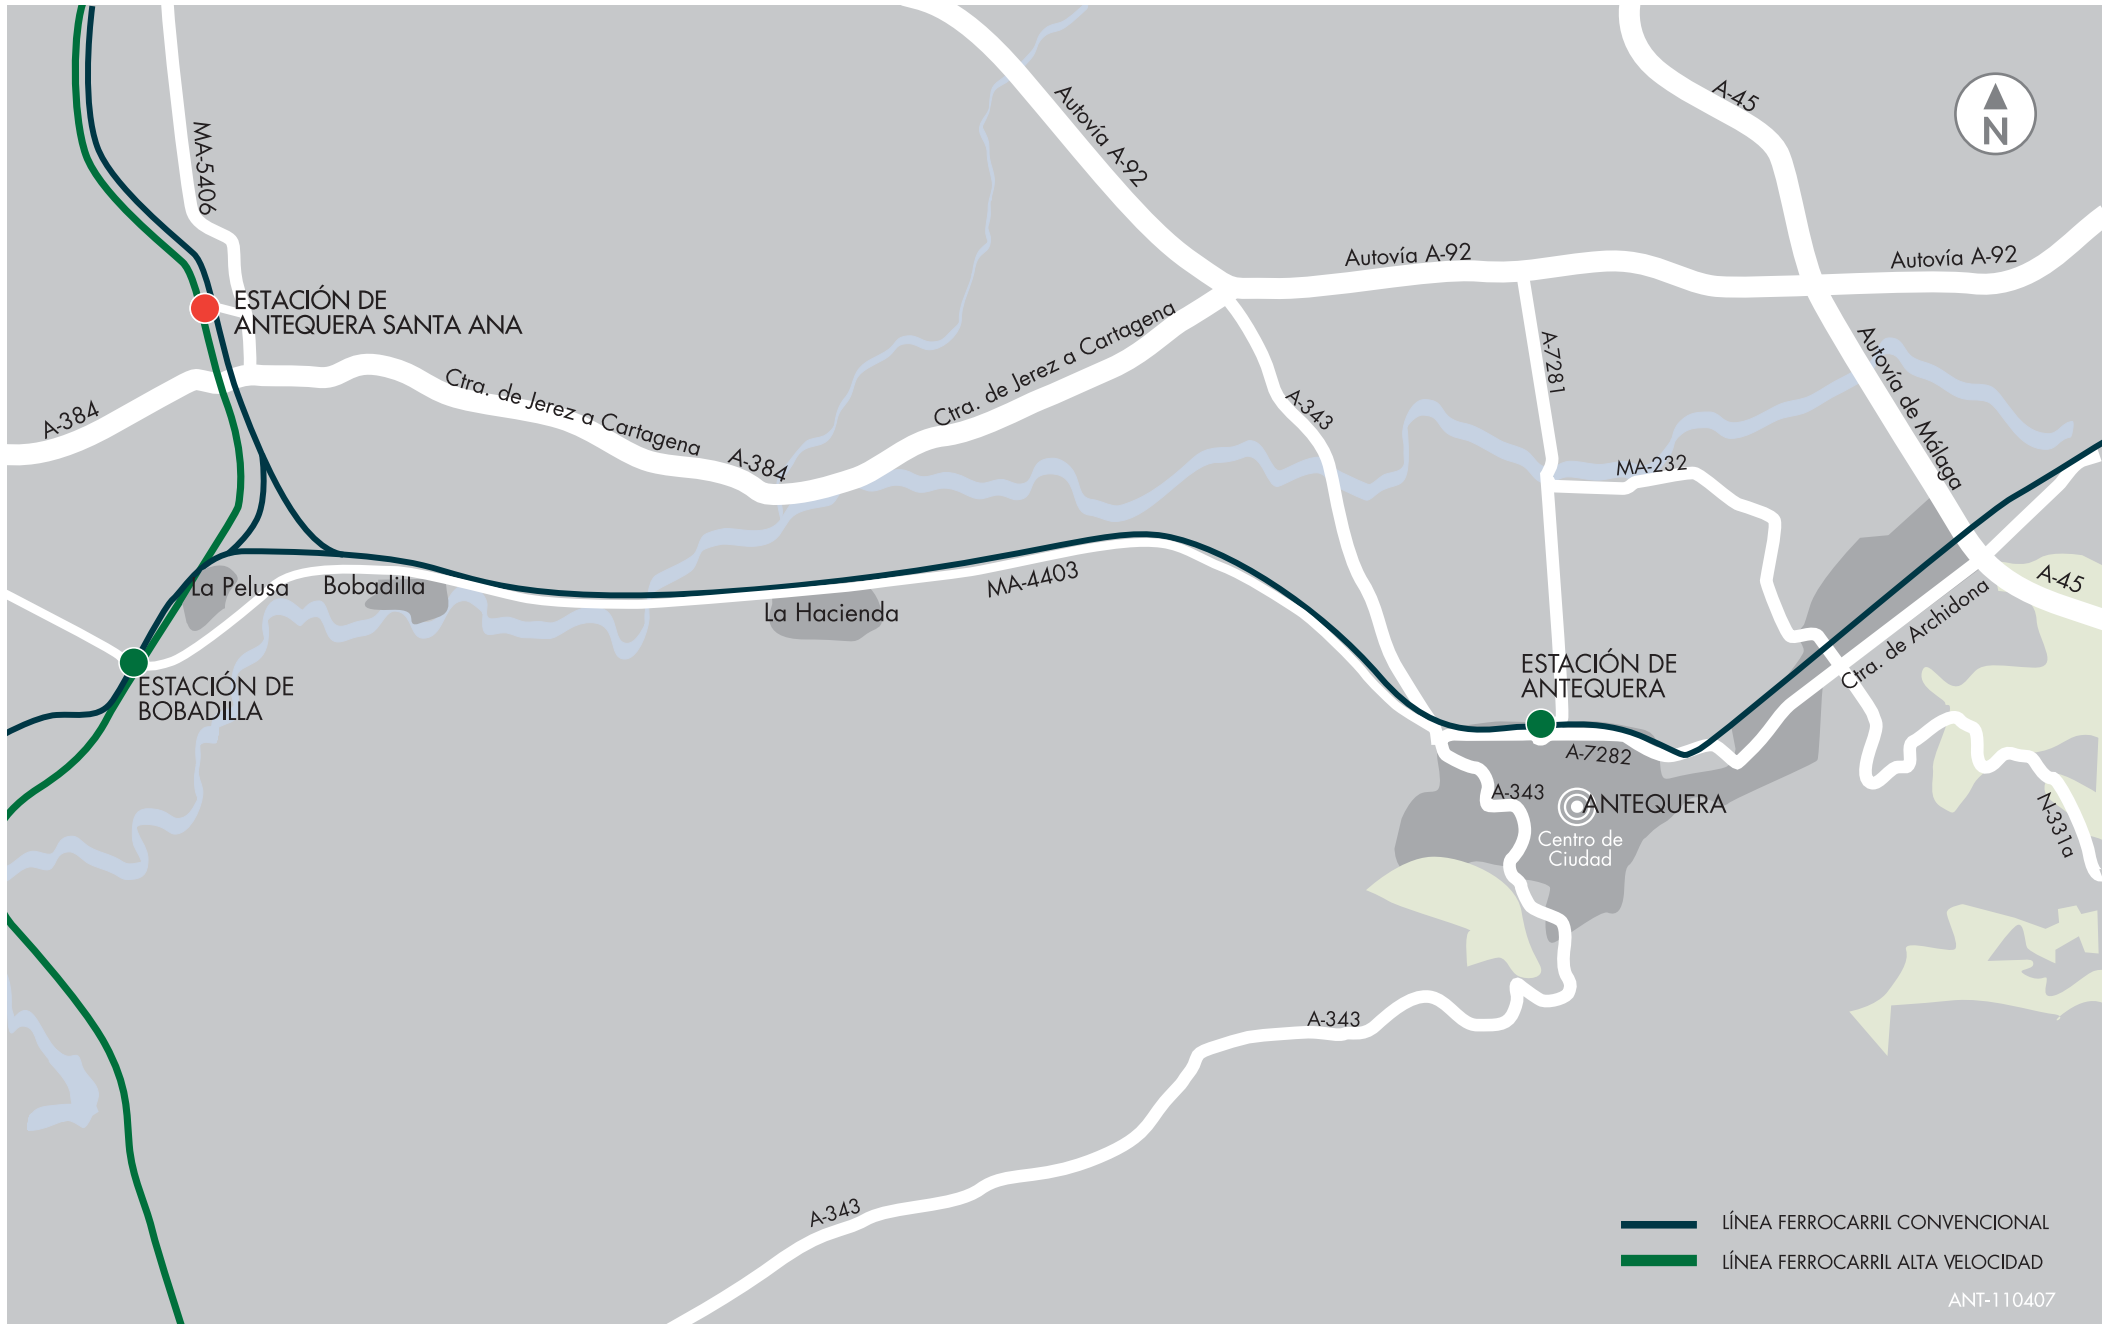 A-45
Autovía A-92
N
MA-5406
Autovía A-92
Autovía A-92
ESTACIÓN DE
ANTEQUERA SANTA ANA
Ctra. de Jerez a Cartagena
A-7281
Autovía de Málaga
A-384
Ctra. de Jerez a Cartagena
A-343
A-384
MA-232
La Pelusa
Bobadilla
La Hacienda
MA-4403
A-45
Ctra. de Archidona
ESTACIÓN DE
BOBADILLA
ESTACIÓN DE
ANTEQUERA
A-7282
A-343
ANTEQUERA
Centro de
Ciudad
N-331a
A-343
A-343
LÍNEA FERROCARRIL CONVENCIONAL
LÍNEA FERROCARRIL ALTA VELOCIDAD
ANT-110407